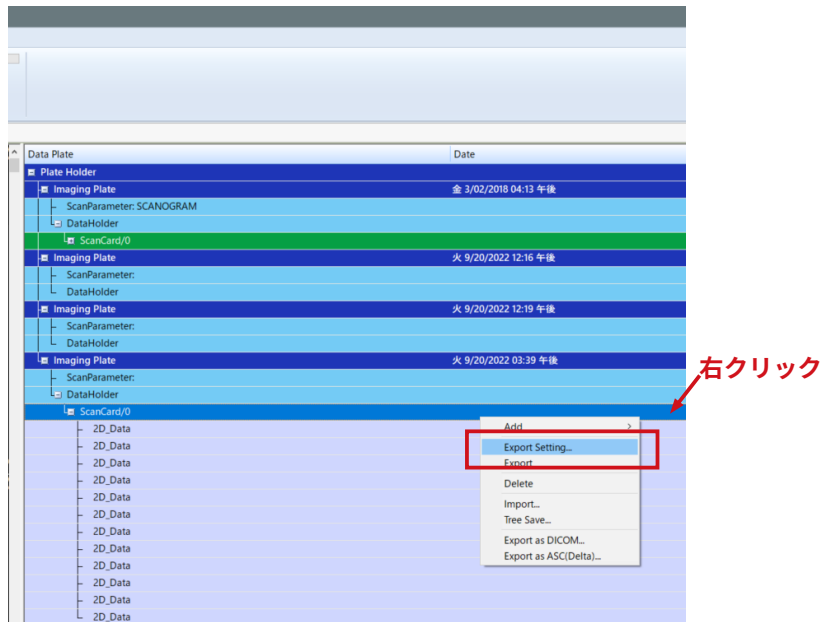 Data Plate Date
Plate Holder
Imaging Plate 金 3/02/2018 04:13 午後
ScanParameter: SCANOGRAM
DataHolder
ScanCard/0
Imaging Plate 火 9/20/2022 12:16 午後
ScanParameter:
DataHolder
Imaging Plate 火 9/20/2022 12:19 午後
ScanParameter:
DataHolder
Imaging Plate 火 9/20/2022 03:39 午後
右クリック
ScanParameter:
DataHolder
ScanCard/0
2D_Data
2D_Data
2D_Data
2D_Data
2D_Data
2D_Data
2D_Data
2D_Data
2D_Data
2D_Data
2D_Data
2D_Data
Add
Export Setting...
Export
Delete
Import...
Tree Save...
Export as DICOM...
Export as ASC(Delta)...